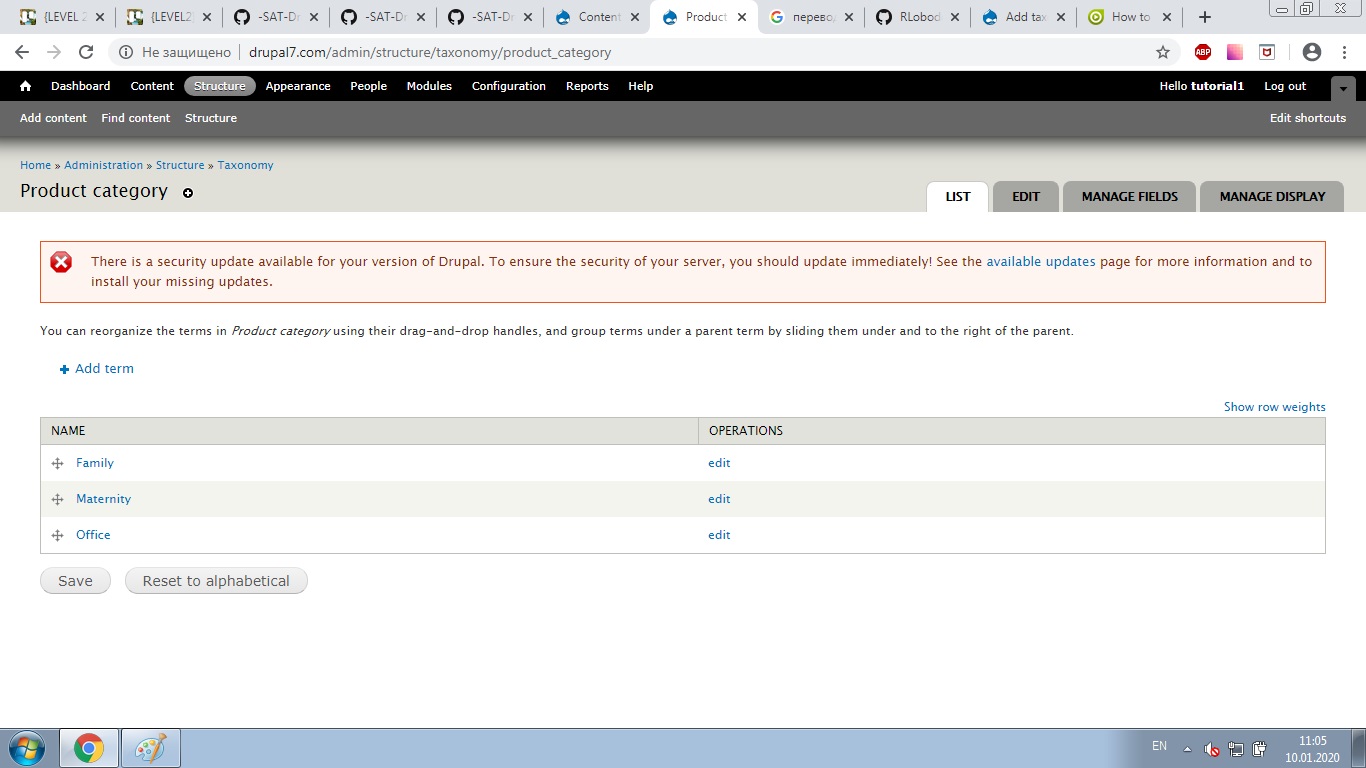 {LEVEL 2
{LEVEL2
-SAT-Dr
-SAT-Dr
-SAT-Dr
Content
Product
перево
RLobod
Add tax
How to
Не защищено
drupal7.com/admin/structure/taxonomy/product_category
ABP
Dashboard Content Structure Appearance People Modules Configuration Reports Help
Hello tutorial1 Log out
Add content Find content Structure
Edit shortcuts
Home » Administration » Structure » Taxonomy
Product category
LIST EDIT MANAGE FIELDS MANAGE DISPLAY
There is a security update available for your version of Drupal. To ensure the security of your server, you should update immediately! See the available updates page for more information and to
install your missing updates.
You can reorganize the terms in Product category using their drag-and-drop handles, and group terms under a parent term by sliding them under and to the right of the parent.
Add term
Show row weights
NAME OPERATIONS
Family edit
Maternity edit
Office edit
Save Reset to alphabetical
EN
11:05
10.01.2020